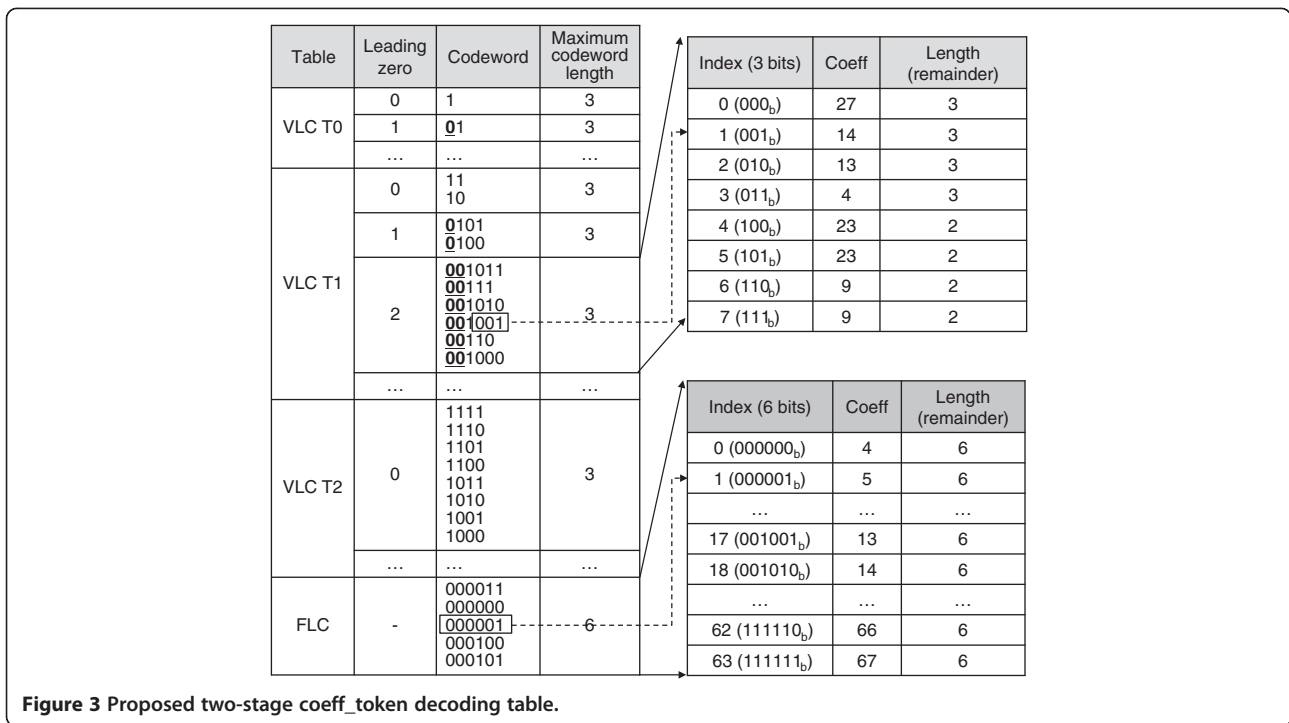 Table Leading zero Codeword Maximum codeword length
VLC T0 0 1 3
1 01 3
... ... ...
VLC T1 0 11 3
10
1 0101 3
0100
2 001011 3
00111
001010
001001
00110
001000
... ... ...
VLC T2 0 1111 3
1110
1101
1100
1011
1010
1001
1000
... ... ...
FLC - 000011 6
000000
000001
000100
000101
Index (3 bits) Coeff Length (remainder)
0 (000b) 27 3
1 (001b) 14 3
2 (010b) 13 3
3 (011b) 4 3
4 (100b) 23 2
5 (101b) 23 2
6 (110b) 9 2
7 (111b) 9 2
Index (6 bits) Coeff Length (remainder)
0 (000000b) 4 6
1 (000001b) 5 6
... ... ...
17 (001001b) 13 6
18 (001010b) 14 6
... ... ...
62 (111110b) 66 6
63 (111111b) 67 6
Figure 3 Proposed two-stage coeff_token decoding table.